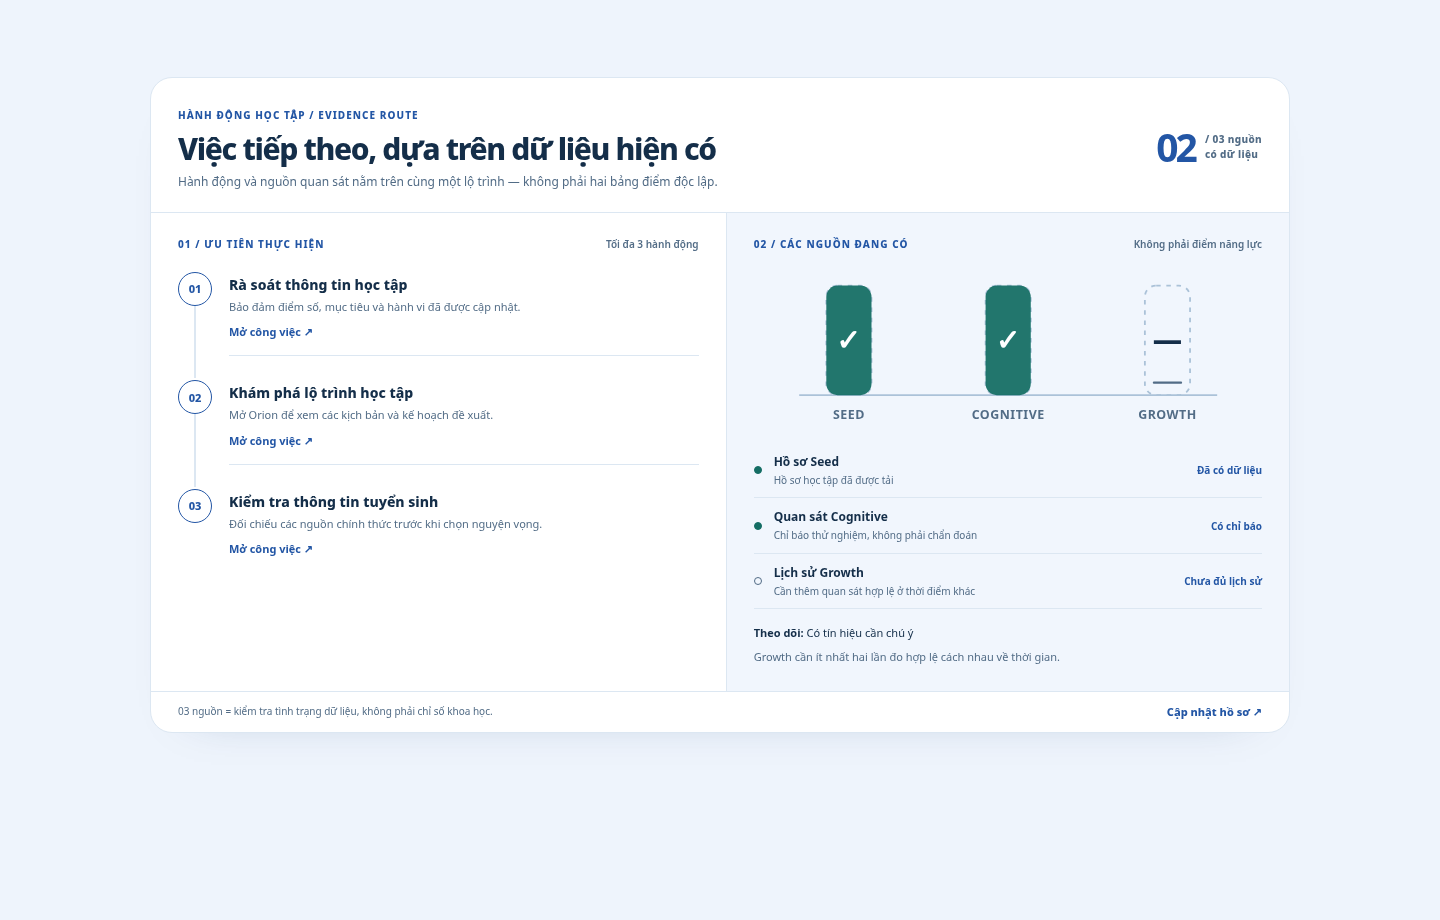 HÀNH ĐỘNG HỌC TẬP / EVIDENCE ROUTE
Việc tiếp theo, dựa trên dữ liệu hiện có
Hành động và nguồn quan sát nằm trên cùng một lộ trình — không phải hai bảng điểm độc lập.
02
/ 03 nguồn
có dữ liệu
01 / ƯU TIÊN THỰC HIỆN
Tối đa 3 hành động
01
Rà soát thông tin học tập
Bảo đảm điểm số, mục tiêu và hành vi đã được cập nhật.
Mở công việc ↗
02
Khám phá lộ trình học tập
Mở Orion để xem các kịch bản và kế hoạch đề xuất.
Mở công việc ↗
03
Kiểm tra thông tin tuyển sinh
Đối chiếu các nguồn chính thức trước khi chọn nguyện vọng.
Mở công việc ↗
02 / CÁC NGUỒN ĐANG CÓ
Không phải điểm năng lực
✓
✓
—
SEED
COGNITIVE
GROWTH
Hồ sơ Seed
Hồ sơ học tập đã được tải
Đã có dữ liệu
Quan sát Cognitive
Chỉ báo thử nghiệm, không phải chẩn đoán
Có chỉ báo
Lịch sử Growth
Cần thêm quan sát hợp lệ ở thời điểm khác
Chưa đủ lịch sử
Theo dõi: Có tín hiệu cần chú ý
Growth cần ít nhất hai lần đo hợp lệ cách nhau về thời gian.
03 nguồn = kiểm tra tình trạng dữ liệu, không phải chỉ số khoa học.
Cập nhật hồ sơ ↗